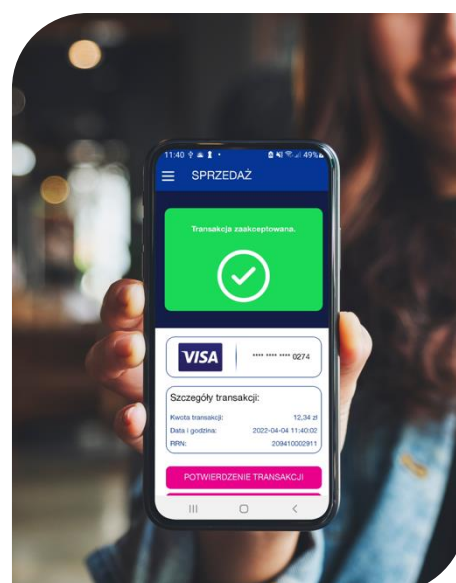 11:40
49%
SPRZEDAŻ
Transakcja zaakceptowana.
VISA
**** **** **** 0274
Szczegóły transakcji:
Kwota transakcji: 12,34 zł
Data i godzina: 2022-04-04 11:40:02
RRN: 209410002911
POTWIERDZENIE TRANSAKCJI